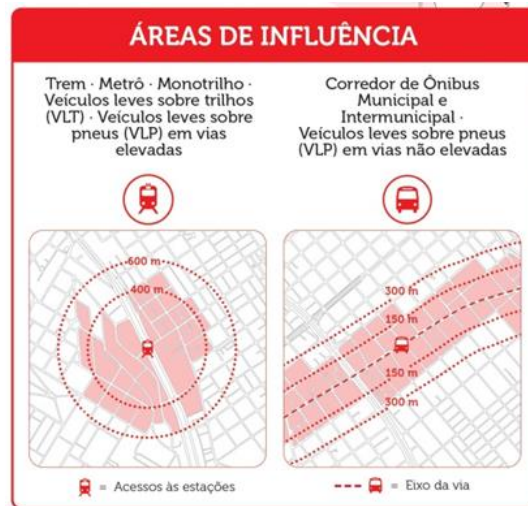 ÁREAS DE INFLUÊNCIA
Trem · Metrô · Monotrilho ·
Veículos leves sobre trilhos
(VLT) · Veículos leves sobre
pneus (VLP) em vias
elevadas
600 m
400 m
= Acessos às estações
Corredor de Ônibus
Municipal e
Intermunicipal ·
Veículos leves sobre pneus
(VLP) em vias não elevadas
300 m
150 m
150 m
300 m
= Eixo da via